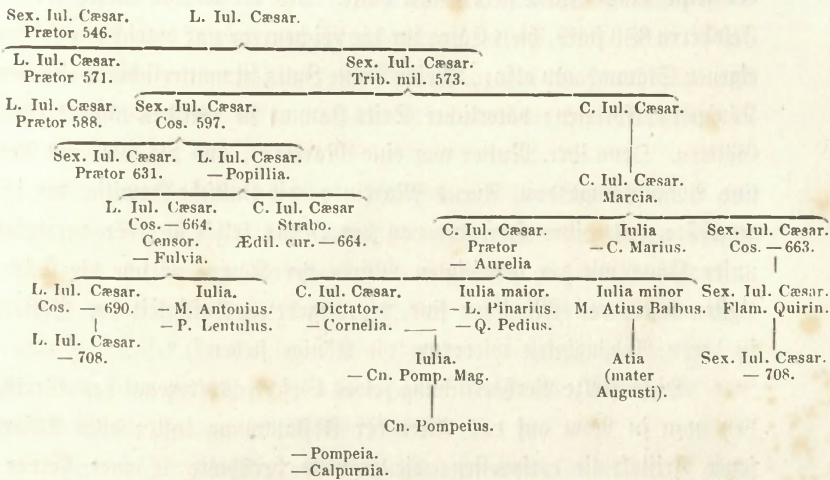 Sex. Iul. Cæsar. L. Iul. Cæsar.
Prætor 546.
L. Iul. Cæsar. Sex. Iul. Cæsar.
Prætor 571. Trib. mil. 573.
L. Iul. Cæsar. Sex. Iul. Cæsar. C. Iul. Cæsar.
Prætor 588. Cos. 597.
Sex. Iul. Cæsar. L. Iul. Cæsar.
Prætor 631. — Popillia.
C. Iul. Cæsar.
Marcia.
L. Iul. Cæsar. C. Iul. Cæsar.
Cos. — 664. Strabo.
Censor. Ædil. cur. — 664.
— Fulvia.
C. Iul. Cæsar. Iulia Sex. Iul. Cæsar.
Prætor — C. Marius. Cos. — 663.
— Aurelia
L. Iul. Cæsar. Iulia. C. Iul. Cæsar. Iulia maior. Iulia minor Sex. Iul. Cæsar.
Cos. — 690. — M. Antonius. Dictator. L. Pinarius. M. Atius Balbus. Flam. Quirin.
— P. Lentulus. — Cornelia. — Q. Pedius.
L. Iul. Cæsar.
— 708.
Iulia. Atia Sex. Iul. Cæsar.
— Cn. Pomp. Mag. (mater — 708.
Augusti).
Cn. Pompeius.
— Pompeia.
— Calpurnia.